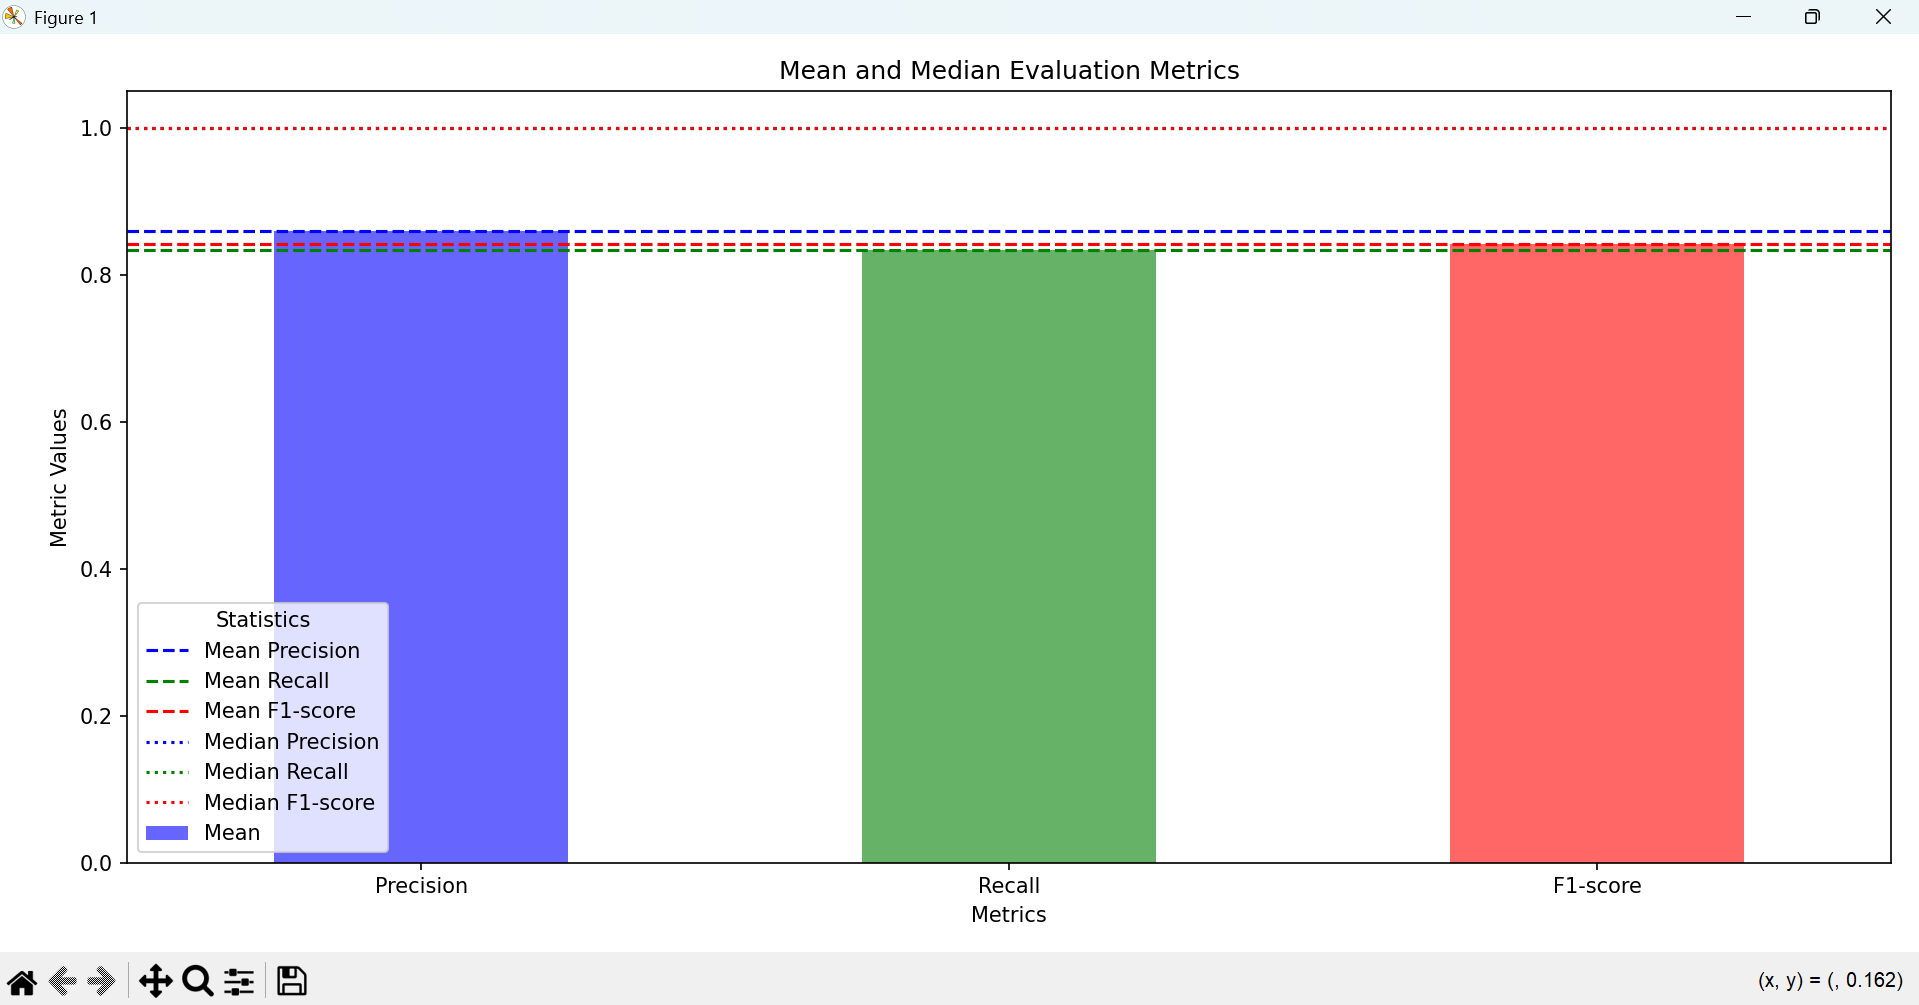 Figure 1
Mean and Median Evaluation Metrics
1.0
0.8
0.6
0.4
0.2
0.0
Metric Values
Statistics
Mean Precision
Mean Recall
Mean F1-score
Median Precision
Median Recall
Median F1-score
Mean
Precision
Recall
F1-score
Metrics
(x, y) = (, 0.162)